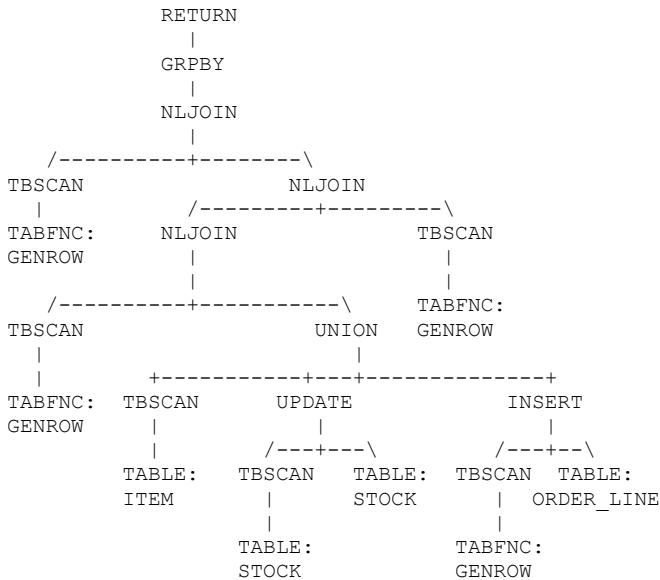 RETURN
GRPBY
NLJOIN
TBSCAN NLJOIN
TABFNC: NLJOIN TBSCAN
GENROW
TABFNC:
TBSCAN UNION GENROW
TABFNC: TBSCAN UPDATE INSERT
GENROW
TABLE: TBSCAN TABLE: TBSCAN TABLE:
ITEM STOCK ORDER_LINE
TABLE: TABFNC:
STOCK GENROW